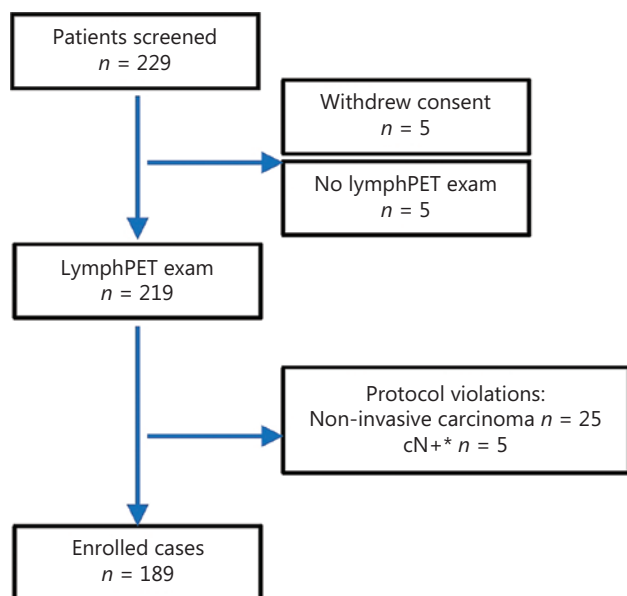 Patients screened
n = 229
Withdrew consent
n = 5
No lymphPET exam
n = 5
LymphPET exam
n = 219
Protocol violations:
Non-invasive carcinoma n = 25
cN+* n = 5
Enrolled cases
n = 189